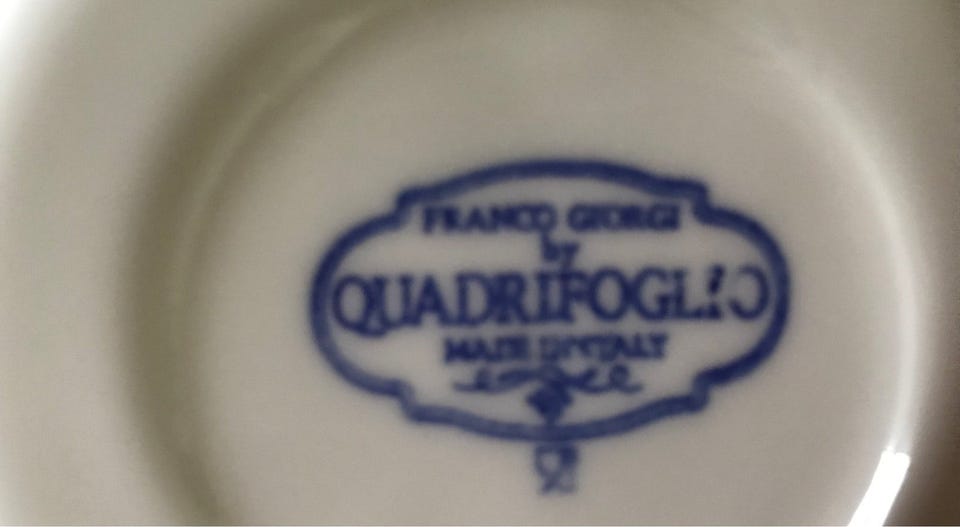 FRANCO GIORGI
by
QUADRIFOGLIO
MADE IN ITALY